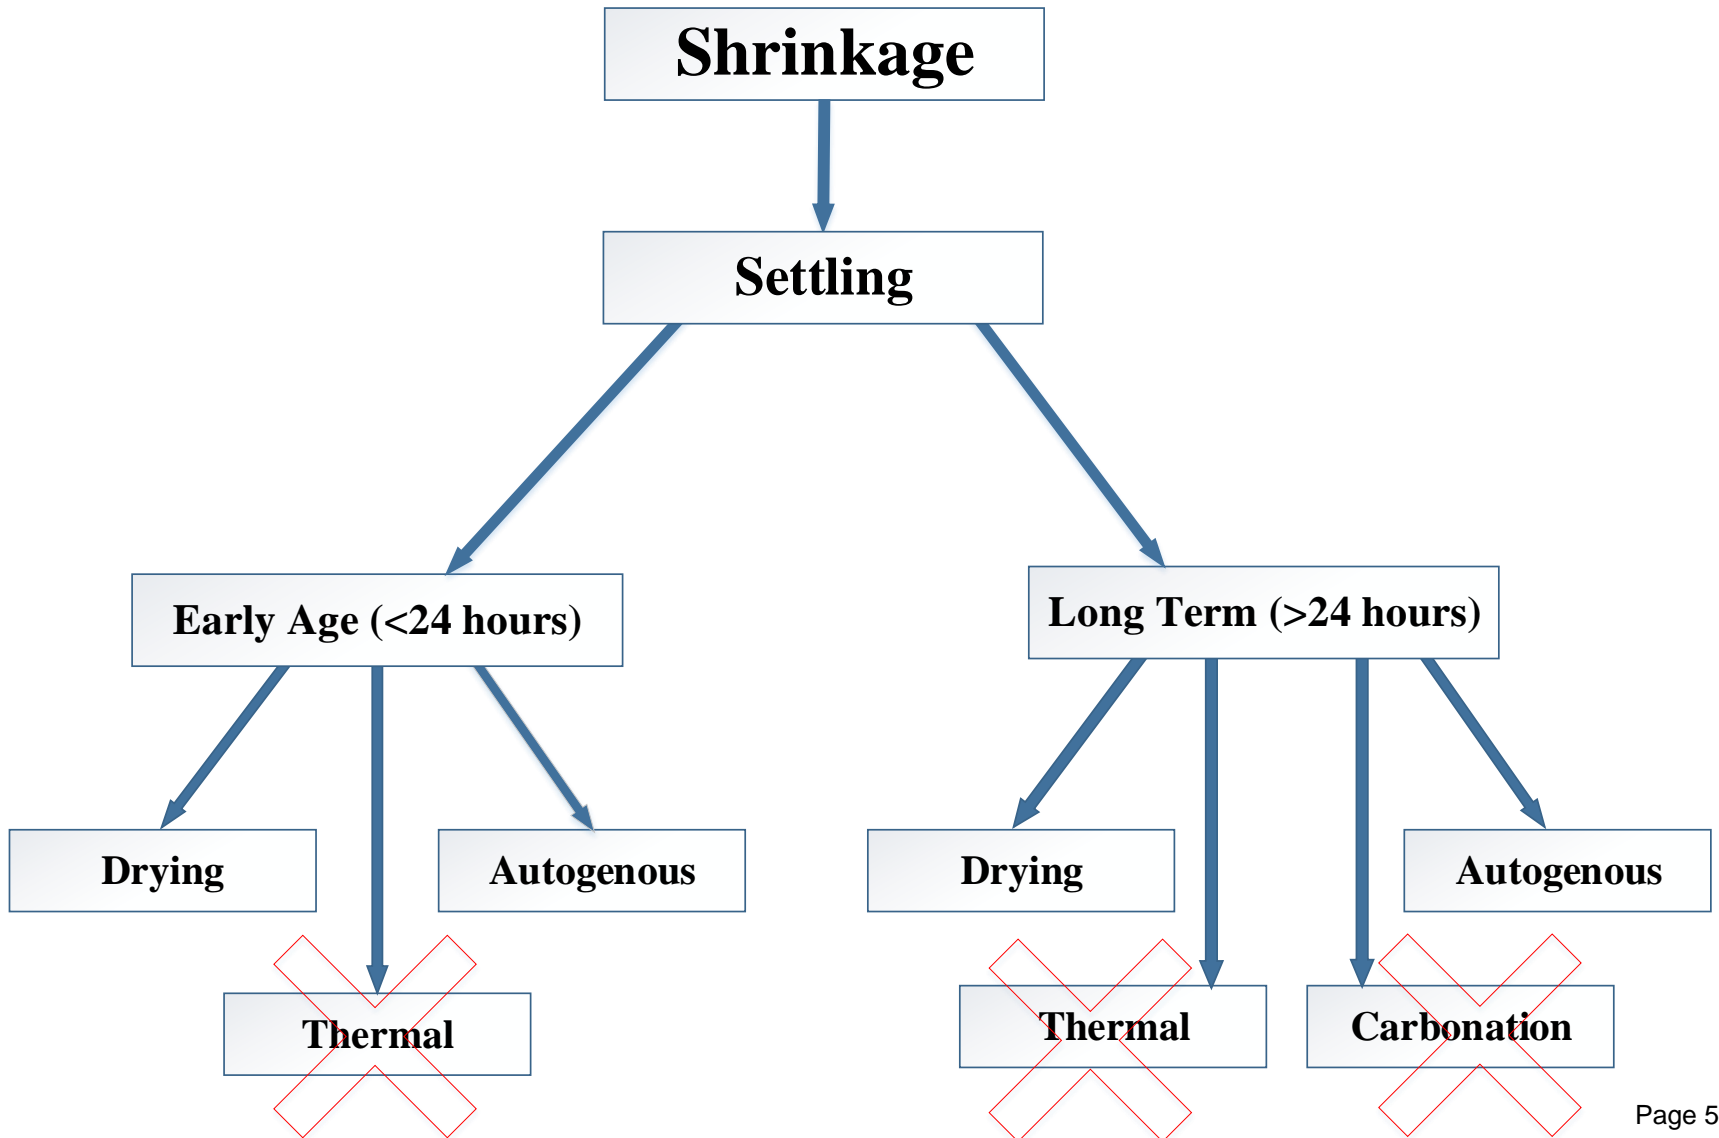 Shrinkage
Settling
Early Age (<24 hours)
Long Term (>24 hours)
Drying
Autogenous
Drying
Autogenous
Thermal
Thermal
Carbonation
Page 5